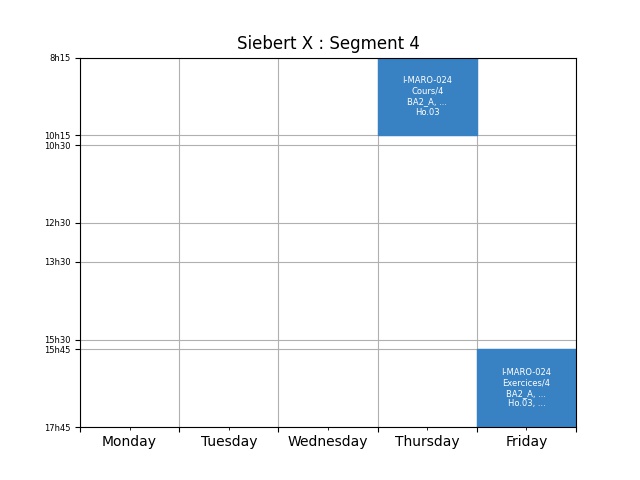 Siebert X : Segment 4
8h15
I-MARO-024
Cours/4
BA2_A, ...
Ho.03
10h15
10h30
12h30
13h30
15h30
15h45
I-MARO-024
Exercices/4
BA2_A, ...
Ho.03, ...
17h45
Monday Tuesday Wednesday Thursday Friday